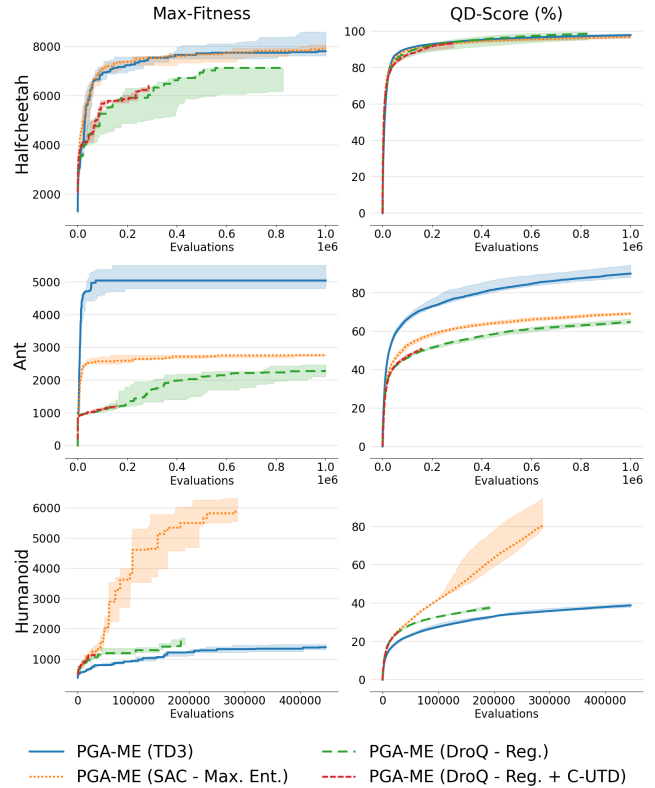 Max-Fitness
QD-Score (%)
Halfcheetah
8000
6000
4000
2000
0.0 0.2 0.4 0.6 0.8 1.0
Evaluations 1e6
100
80
60
40
20
0
0.0 0.2 0.4 0.6 0.8 1.0
Evaluations 1e6
Ant
5000
4000
3000
2000
1000
0
0.0 0.2 0.4 0.6 0.8 1.0
Evaluations 1e6
80
60
40
20
0
0.0 0.2 0.4 0.6 0.8 1.0
Evaluations 1e6
Humanoid
6000
5000
4000
3000
2000
1000
0 100000 200000 300000 400000
Evaluations
80
60
40
20
0
0 100000 200000 300000 400000
Evaluations
PGA-ME (TD3)
PGA-ME (SAC - Max. Ent.)
PGA-ME (DroQ - Reg.)
PGA-ME (DroQ - Reg. + C-UTD)